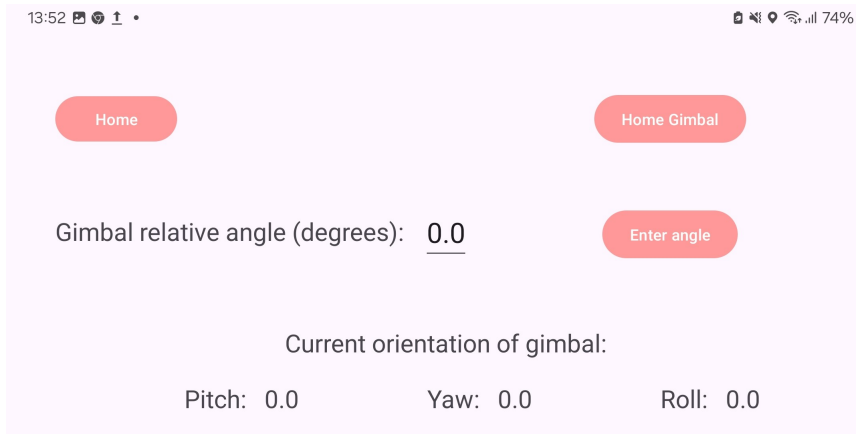 13:52 74%
Home Home Gimbal
Gimbal relative angle (degrees): 0.0 Enter angle
Current orientation of gimbal:
Pitch: 0.0 Yaw: 0.0 Roll: 0.0